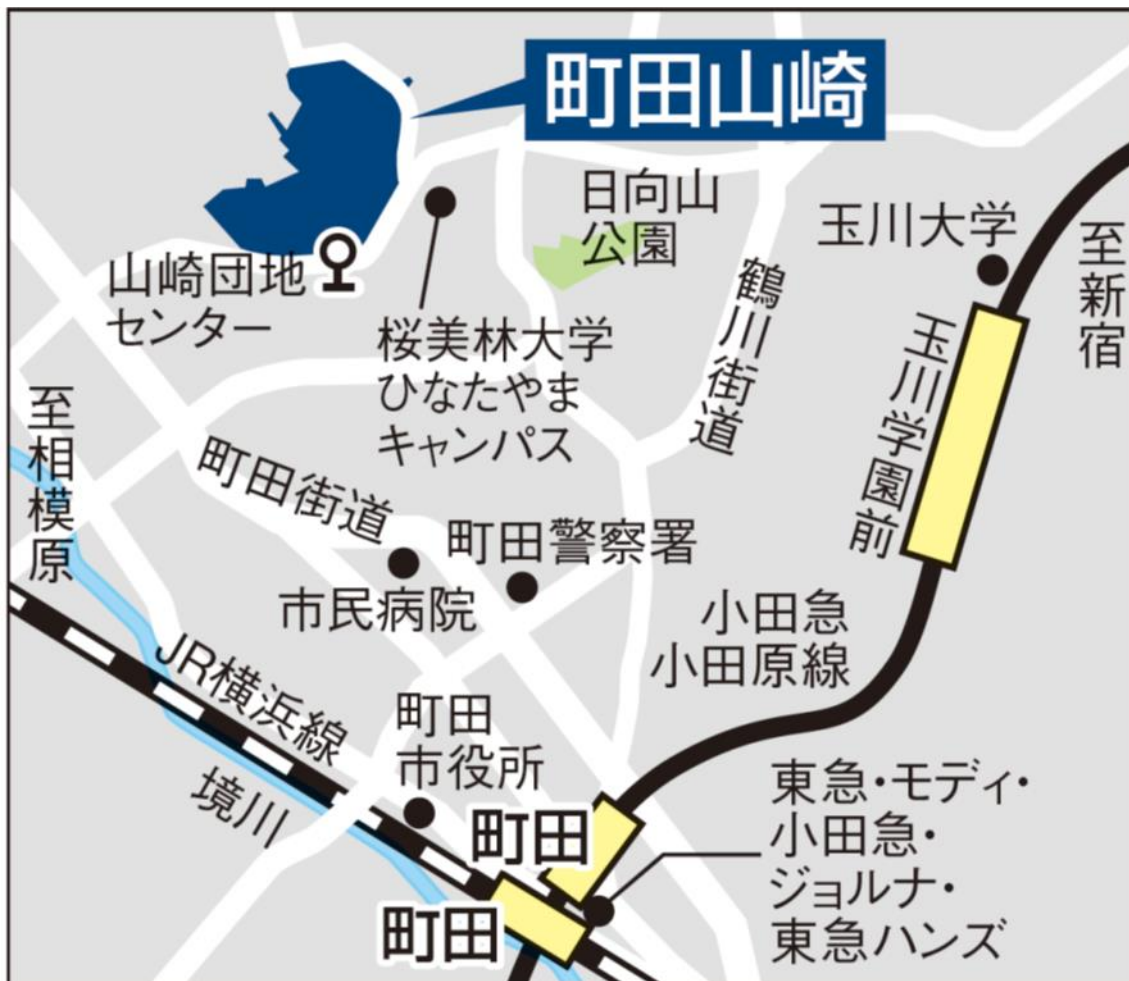 町田山崎
日向山
公園
玉川大学
至新宿
山崎団地
センター
桜美林大学
ひなたやま
キャンパス
鶴川街道
玉川学園前
至相模原
町田街道
町田警察署
市民病院
小田急
小田原線
JR横浜線
町田
市役所
境川
町田
町田
東急・モディ・
小田急・
ジョルナ・
東急ハンズ